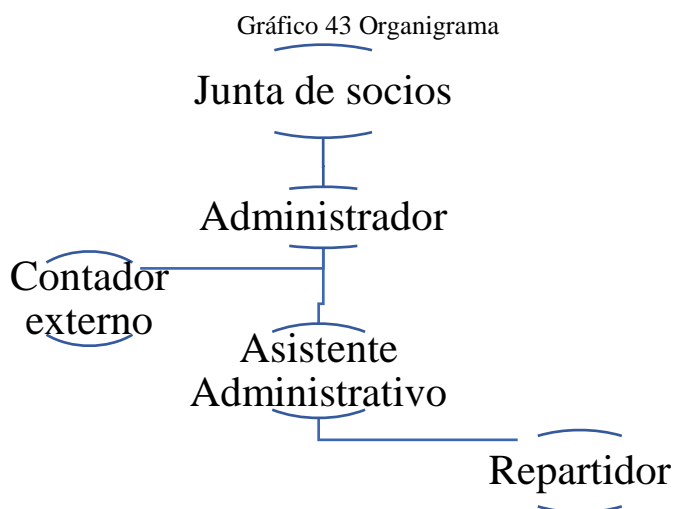 Gráfico 43 Organigrama
Junta de socios
Administrador
Contador
externo
Asistente
Administrativo
Repartidor